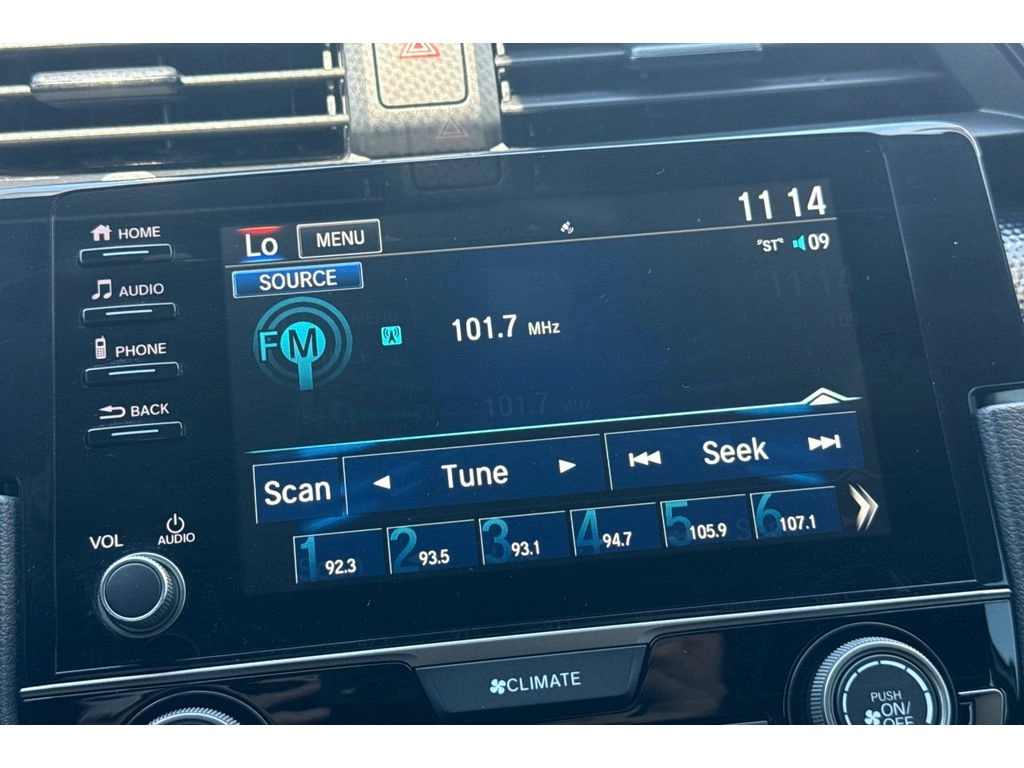 HOME
AUDIO
PHONE
BACK
VOL
AUDIO
Lo
MENU
11 14
SOURCE
"ST" 09
FM
101.7 MHz
Scan
Tune
Seek
1 92.3
2 93.5
3 93.1
4 94.7
5 105.9
6 107.1
CLIMATE
PUSH
ON/
OFF